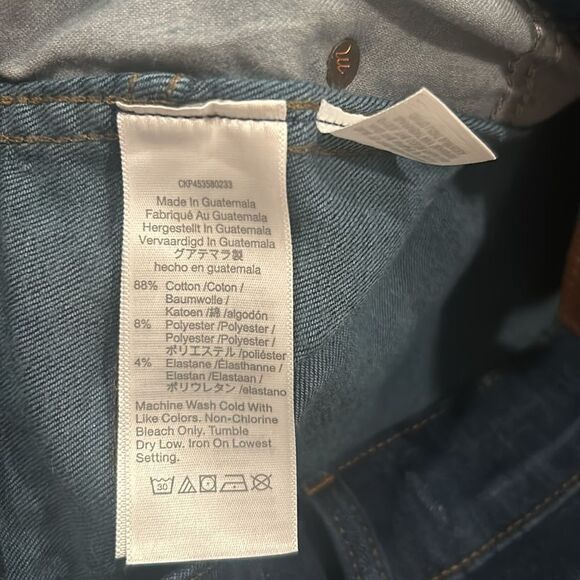 CKP453580233
Made In Guatemala
Fabriqué Au Guatemala
Hergestellt In Guatemala
Vervaardigd In Guatemala
グアテマラ製
hecho en guatemala
88% Cotton /Coton /
Baumwolle /
Katoen /綿 /algodón
8% Polyester /Polyester /
Polyester /Polyester /
ポリエステル /poliéster
4% Elastane /Élasthanne /
Elastan /Elastaan /
ポリウレタン /elastano
Machine Wash Cold With
Like Colors. Non-Chlorine
Bleach Only. Tumble
Dry Low. Iron On Lowest
Setting.
30